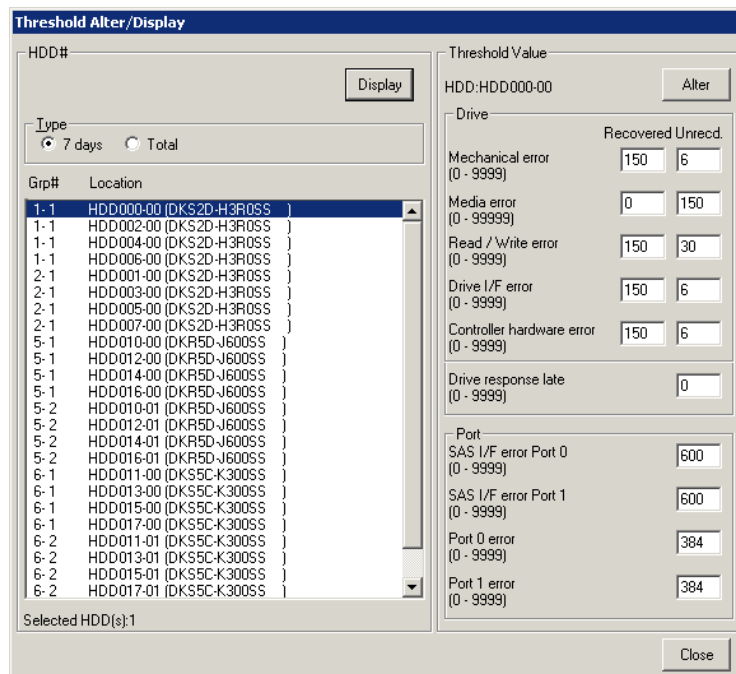 Threshold Alter/Display
HDD#
Display
Type
7 days Total
Grp# Location
1- 1 HDD000-00 (DKS2D-H3R0SS )
1- 1 HDD002-00 (DKS2D-H3R0SS )
1- 1 HDD004-00 (DKS2D-H3R0SS )
1- 1 HDD006-00 (DKS2D-H3R0SS )
2- 1 HDD001-00 (DKS2D-H3R0SS )
2- 1 HDD003-00 (DKS2D-H3R0SS )
2- 1 HDD005-00 (DKS2D-H3R0SS )
2- 1 HDD007-00 (DKS2D-H3R0SS )
5- 1 HDD010-00 (DKR5D-J600SS )
5- 1 HDD012-00 (DKR5D-J600SS )
5- 1 HDD014-00 (DKR5D-J600SS )
5- 1 HDD016-00 (DKR5D-J600SS )
5- 2 HDD010-01 (DKR5D-J600SS )
5- 2 HDD012-01 (DKR5D-J600SS )
5- 2 HDD014-01 (DKR5D-J600SS )
5- 2 HDD016-01 (DKR5D-J600SS )
6- 1 HDD011-00 (DKS5C-K300SS )
6- 1 HDD013-00 (DKS5C-K300SS )
6- 1 HDD015-00 (DKS5C-K300SS )
6- 1 HDD017-00 (DKS5C-K300SS )
6- 2 HDD011-01 (DKS5C-K300SS )
6- 2 HDD013-01 (DKS5C-K300SS )
6- 2 HDD015-01 (DKS5C-K300SS )
6- 2 HDD017-01 (DKS5C-K300SS )
Selected HDD(s):1
Threshold Value
HDD:HDD000-00 Alter
Drive
Recovered Unrecd.
Mechanical error 150 6
(0 - 9999)
Media error 0 150
(0 - 99999)
Read / Write error 150 30
(0 - 9999)
Drive I/F error 150 6
(0 - 9999)
Controller hardware error 150 6
(0 - 9999)
Drive response late 0
(0 - 9999)
Port
SAS I/F error Port 0 600
(0 - 9999)
SAS I/F error Port 1 600
(0 - 9999)
Port 0 error 384
(0 - 9999)
Port 1 error 384
(0 - 9999)
Close